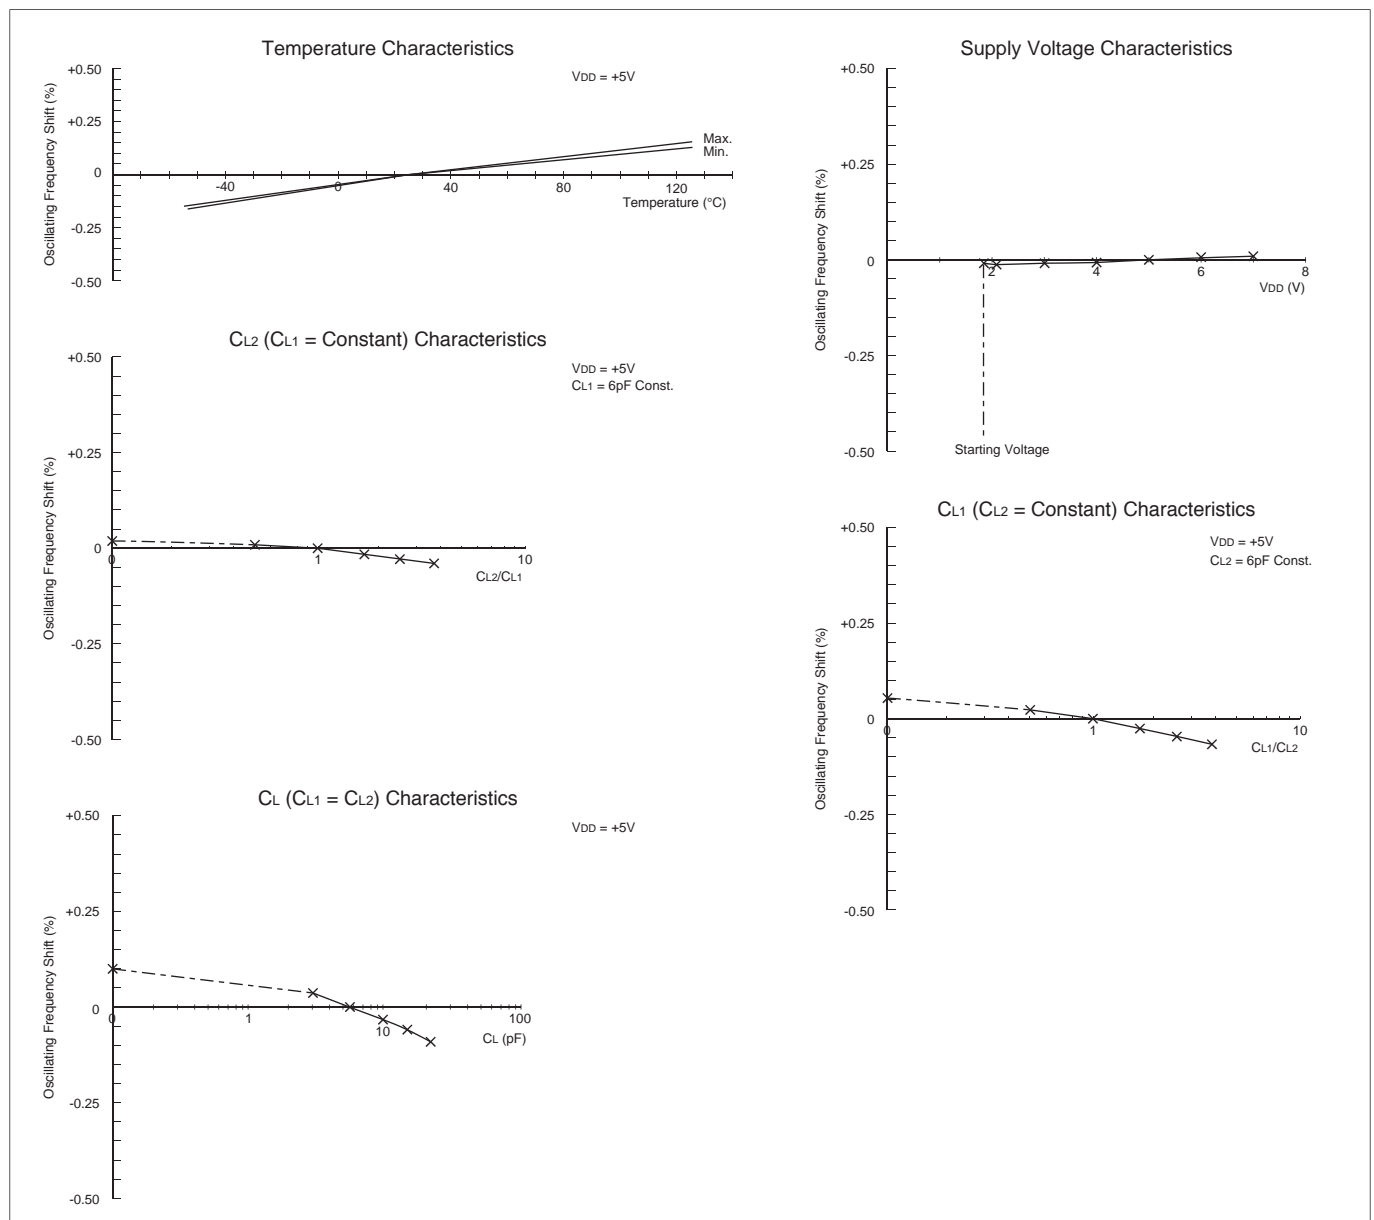 Temperature Characteristics
Oscillating Frequency Shift (%)
+0.50
+0.25
0
-0.25
-0.50
VDD = +5V
-40
0
40
80
120
Max.
Min.
Temperature (°C)
Supply Voltage Characteristics
Oscillating Frequency Shift (%)
+0.50
+0.25
0
-0.25
-0.50
2
4
6
8
VDD (V)
Starting Voltage
CL2 (CL1 = Constant) Characteristics
Oscillating Frequency Shift (%)
+0.50
+0.25
0
-0.25
-0.50
VDD = +5V
CL1 = 6pF Const.
0
1
10
CL2/CL1
CL1 (CL2 = Constant) Characteristics
Oscillating Frequency Shift (%)
+0.50
+0.25
0
-0.25
-0.50
VDD = +5V
CL2 = 6pF Const.
0
1
10
CL1/CL2
CL (CL1 = CL2) Characteristics
Oscillating Frequency Shift (%)
+0.50
+0.25
0
-0.25
-0.50
VDD = +5V
0
1
10
100
CL (pF)